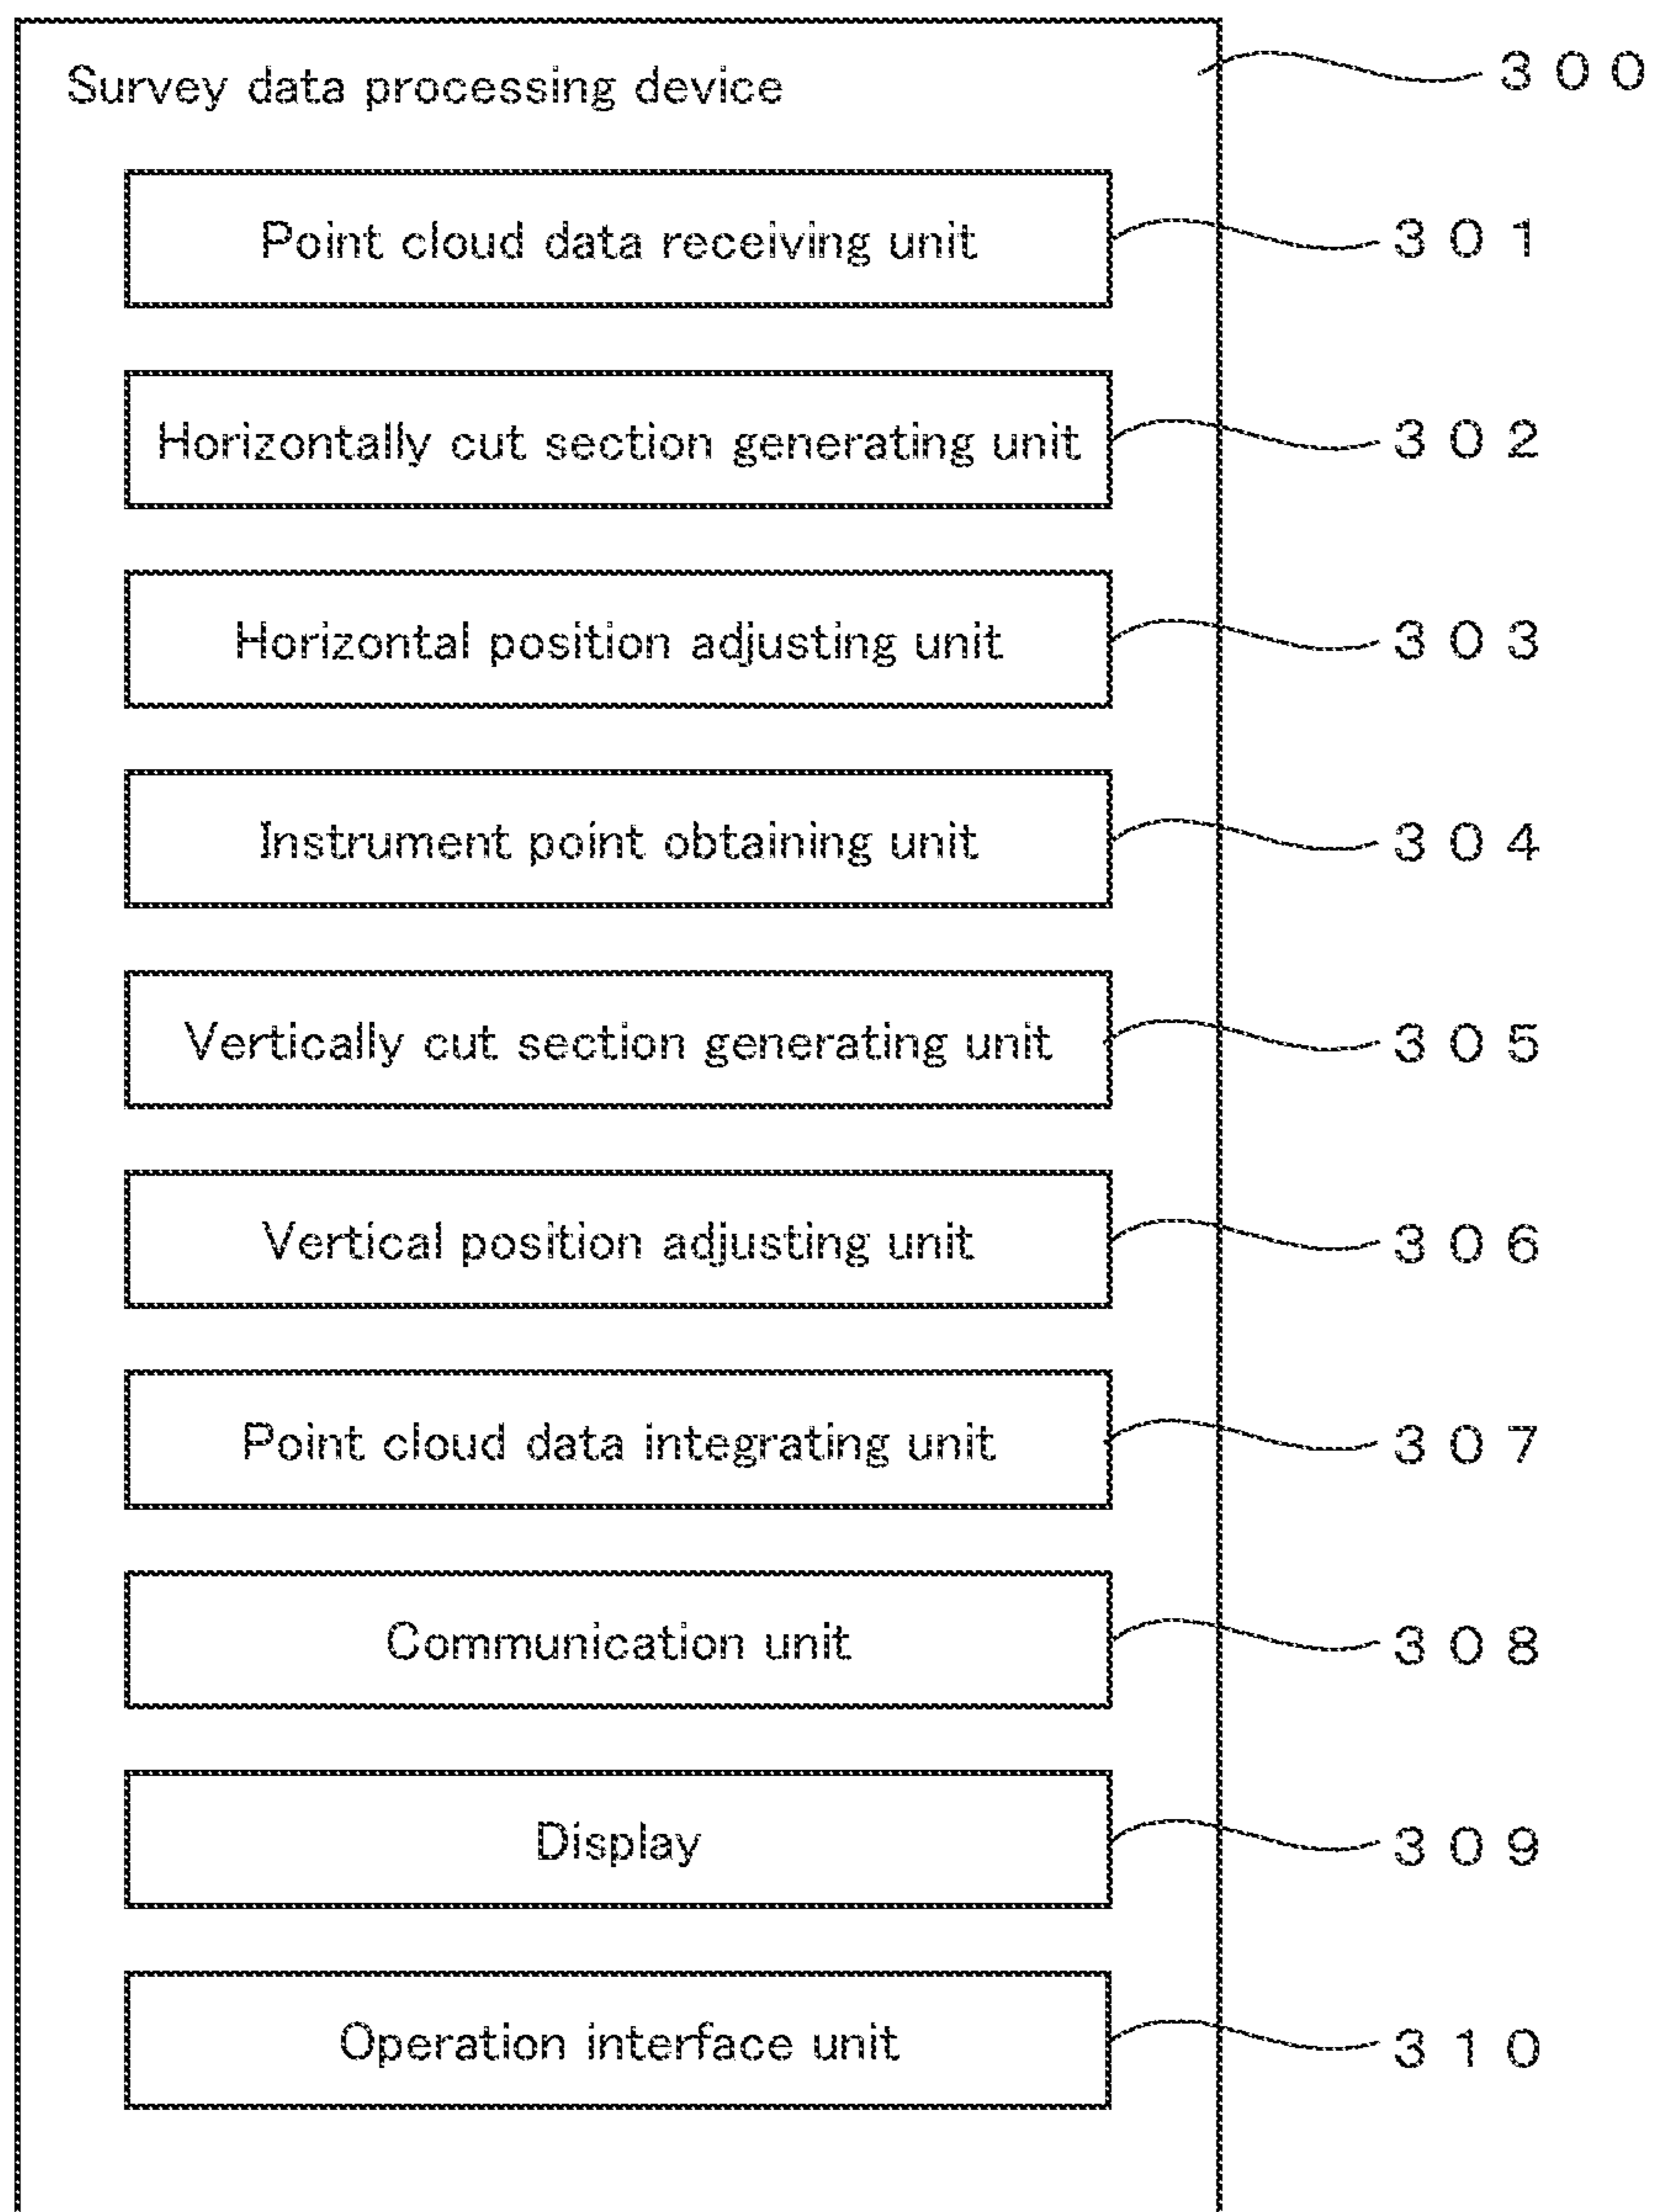 Survey data processing device 300
Point cloud data receiving unit 301
Horizontally cut section generating unit 302
Horizontal position adjusting unit 303
Instrument point obtaining unit 304
Vertically cut section generating unit 305
Vertical position adjusting unit 306
Point cloud data integrating unit 307
Communication unit 308
Display 309
Operation interface unit 310